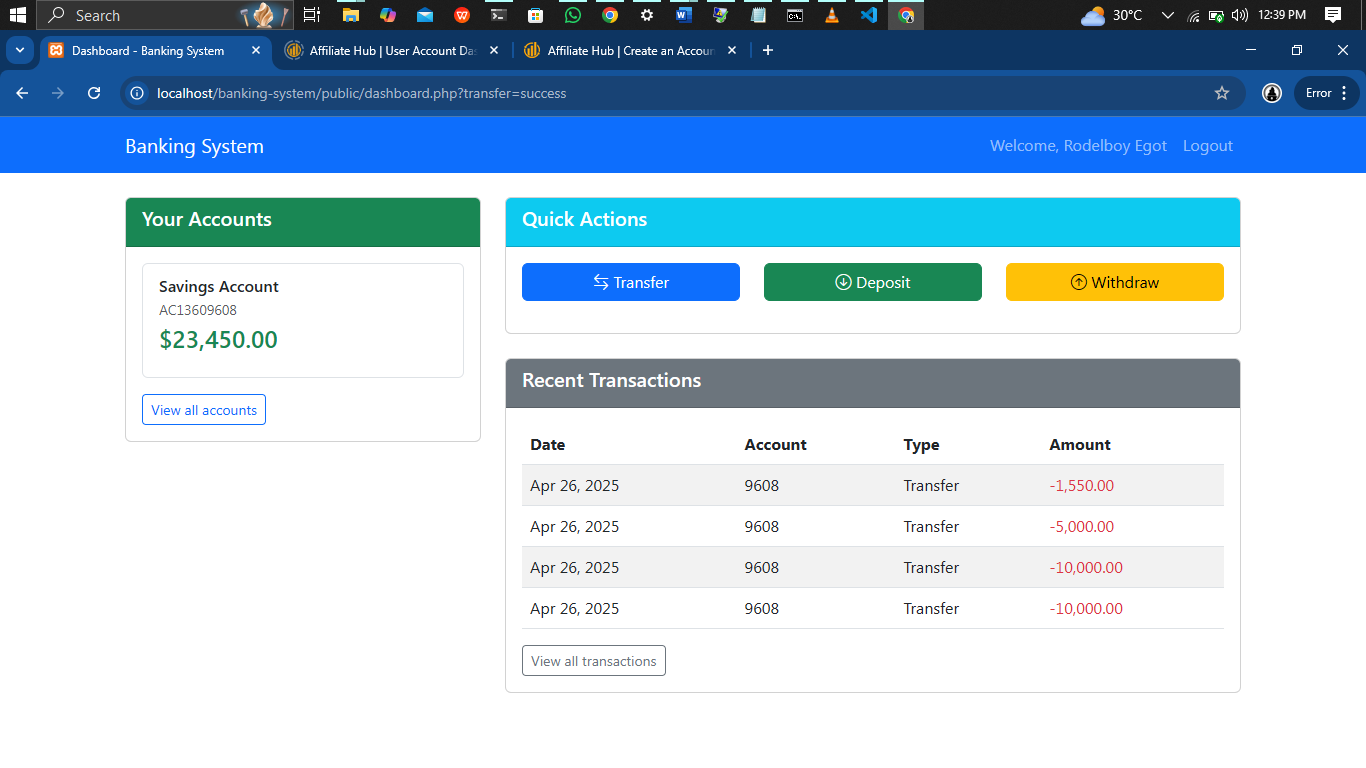 Search
30°C
12:39 PM
Dashboard - Banking System
Affiliate Hub | User Account Das
Affiliate Hub | Create an Accoun
localhost/banking-system/public/dashboard.php?transfer=success
Error
Banking System
Welcome, Rodelboy Egot
Logout
Your Accounts
Savings Account
AC13609608
$23,450.00
View all accounts
Quick Actions
Transfer
Deposit
Withdraw
Recent Transactions
Date Account Type Amount
Apr 26, 2025 9608 Transfer -1,550.00
Apr 26, 2025 9608 Transfer -5,000.00
Apr 26, 2025 9608 Transfer -10,000.00
Apr 26, 2025 9608 Transfer -10,000.00
View all transactions